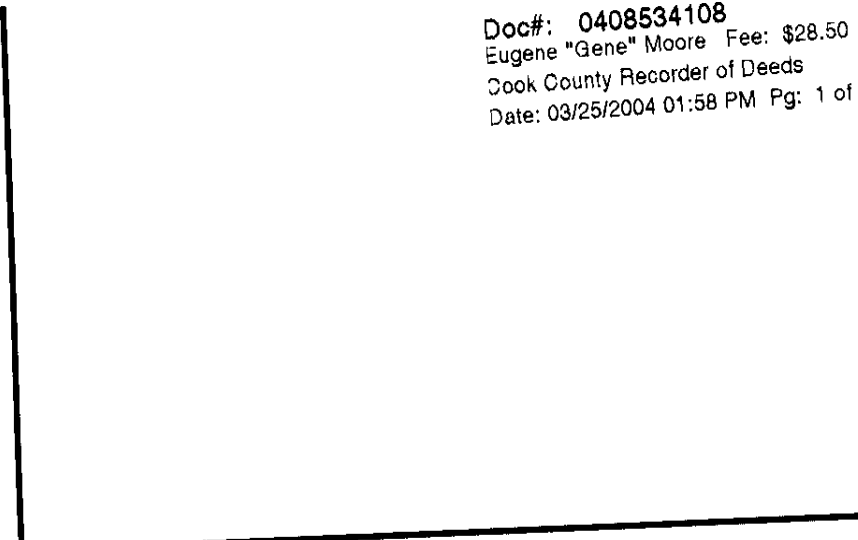 Doc#: 0408534108
Eugene "Gene" Moore Fee: $28.50
Cook County Recorder of Deeds
Date: 03/25/2004 01:58 PM Pg: 1 of